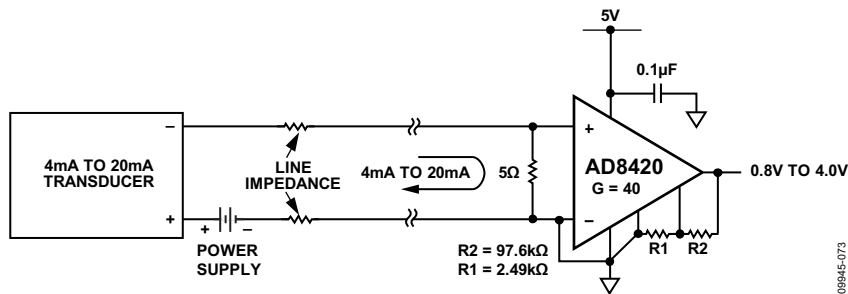 5V
0.1µF
4mA TO 20mA
TRANSDUCER
−
+
LINE
IMPEDANCE
4mA TO 20mA
5Ω
+
−
AD8420
G = 40
0.8V TO 4.0V
+
−
POWER
SUPPLY
R2 = 97.6kΩ
R1 = 2.49kΩ
R1
R2
09945-073